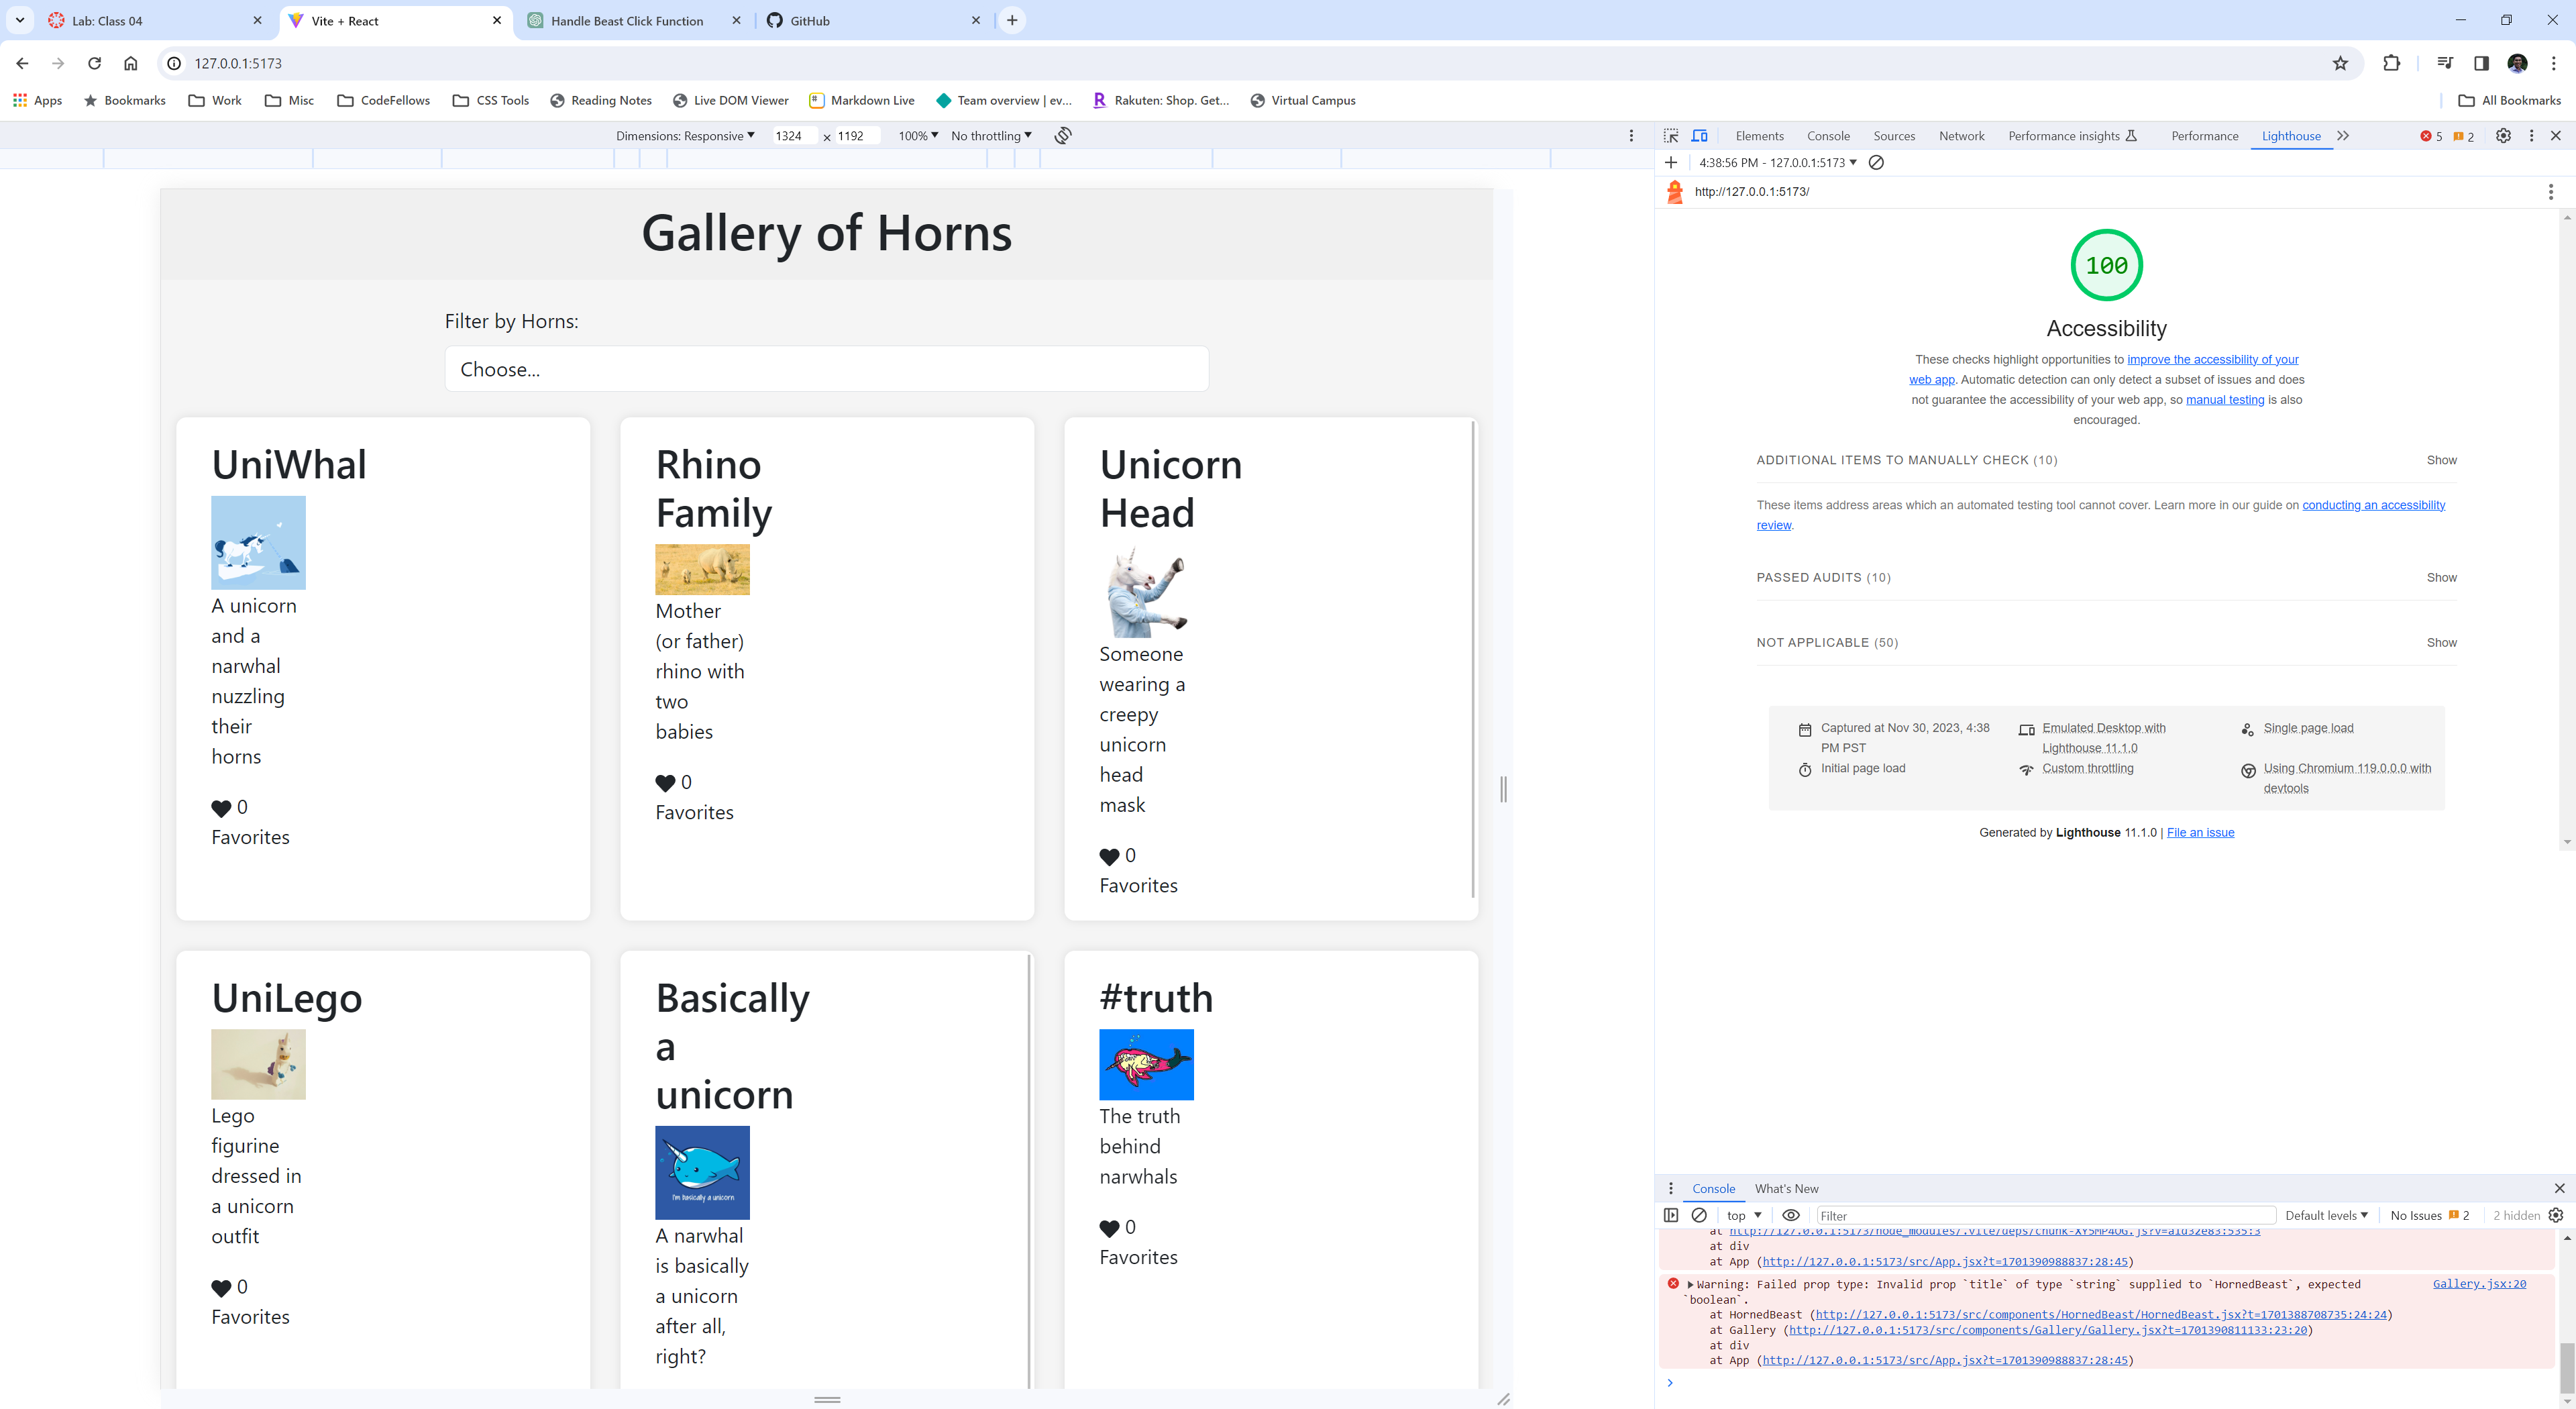 Lab: Class 04
Vite + React
Handle Beast Click Function
GitHub
127.0.0.1:5173
Apps
Bookmarks
Work
Misc
CodeFellows
CSS Tools
Reading Notes
Live DOM Viewer
Markdown Live
Team overview | ev...
Rakuten: Shop. Get...
Virtual Campus
All Bookmarks
Dimensions: Responsive
1324 x 1192
100%
No throttling
Gallery of Horns
Filter by Horns:
Choose...
UniWhal
A unicorn
and a
narwhal
nuzzling
their
horns
0
Favorites
Rhino
Family
Mother
(or father)
rhino with
two
babies
0
Favorites
Unicorn
Head
Someone
wearing a
creepy
unicorn
head
mask
0
Favorites
UniLego
Lego
figurine
dressed in
a unicorn
outfit
0
Favorites
Basically
a
unicorn
I'm basically a unicorn
A narwhal
is basically
a unicorn
after all,
right?
#truth
The truth
behind
narwhals
0
Favorites
Elements
Console
Sources
Network
Performance insights
Performance
Lighthouse
5
2
4:38:56 PM - 127.0.0.1:5173
http://127.0.0.1:5173/
100
Accessibility
These checks highlight opportunities to improve the accessibility of your
web app. Automatic detection can only detect a subset of issues and does
not guarantee the accessibility of your web app, so manual testing is also
encouraged.
ADDITIONAL ITEMS TO MANUALLY CHECK (10)
Show
These items address areas which an automated testing tool cannot cover. Learn more in our guide on conducting an accessibility
review.
PASSED AUDITS (10)
Show
NOT APPLICABLE (50)
Show
Captured at Nov 30, 2023, 4:38
PM PST
Emulated Desktop with
Lighthouse 11.1.0
Single page load
Initial page load
Custom throttling
Using Chromium 119.0.0.0 with
devtools
Generated by Lighthouse 11.1.0 | File an issue
Console
What's New
top
Filter
Default levels
No Issues
2
2 hidden
at http://127.0.0.1:5173/node_modules/.vite/deps/chunk-XY5MP4OG.js?v=a1d32e83:535:3
at div
at App (http://127.0.0.1:5173/src/App.jsx?t=1701390988837:28:45)
Warning: Failed prop type: Invalid prop `title` of type `string` supplied to `HornedBeast`, expected
Gallery.jsx:20
`boolean`.
at HornedBeast (http://127.0.0.1:5173/src/components/HornedBeast/HornedBeast.jsx?t=1701388708735:24:24)
at Gallery (http://127.0.0.1:5173/src/components/Gallery/Gallery.jsx?t=1701390811133:23:20)
at div
at App (http://127.0.0.1:5173/src/App.jsx?t=1701390988837:28:45)